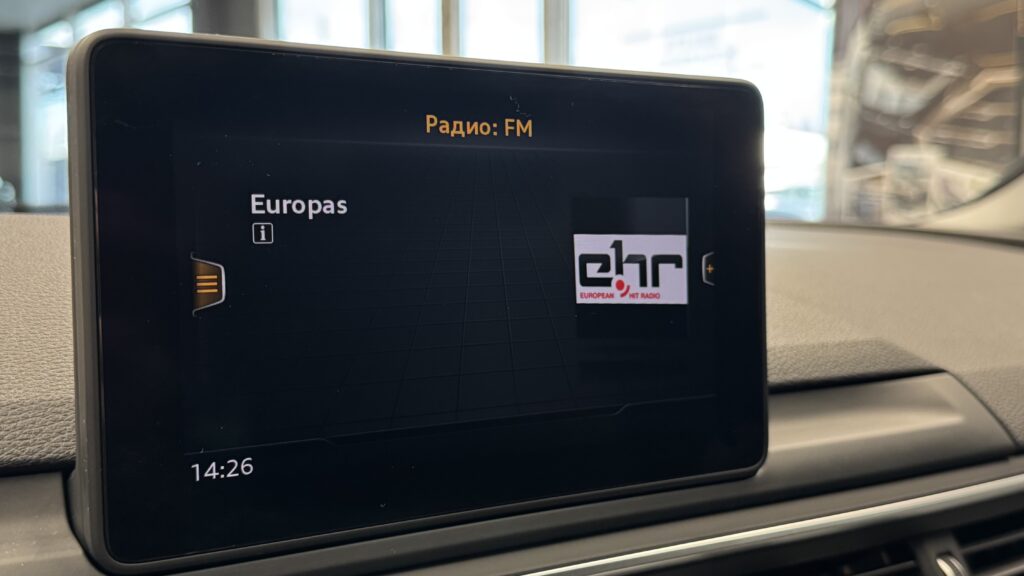 Радио: FM
Europas
i
ehr
EUROPEAN HIT RADIO
14:26